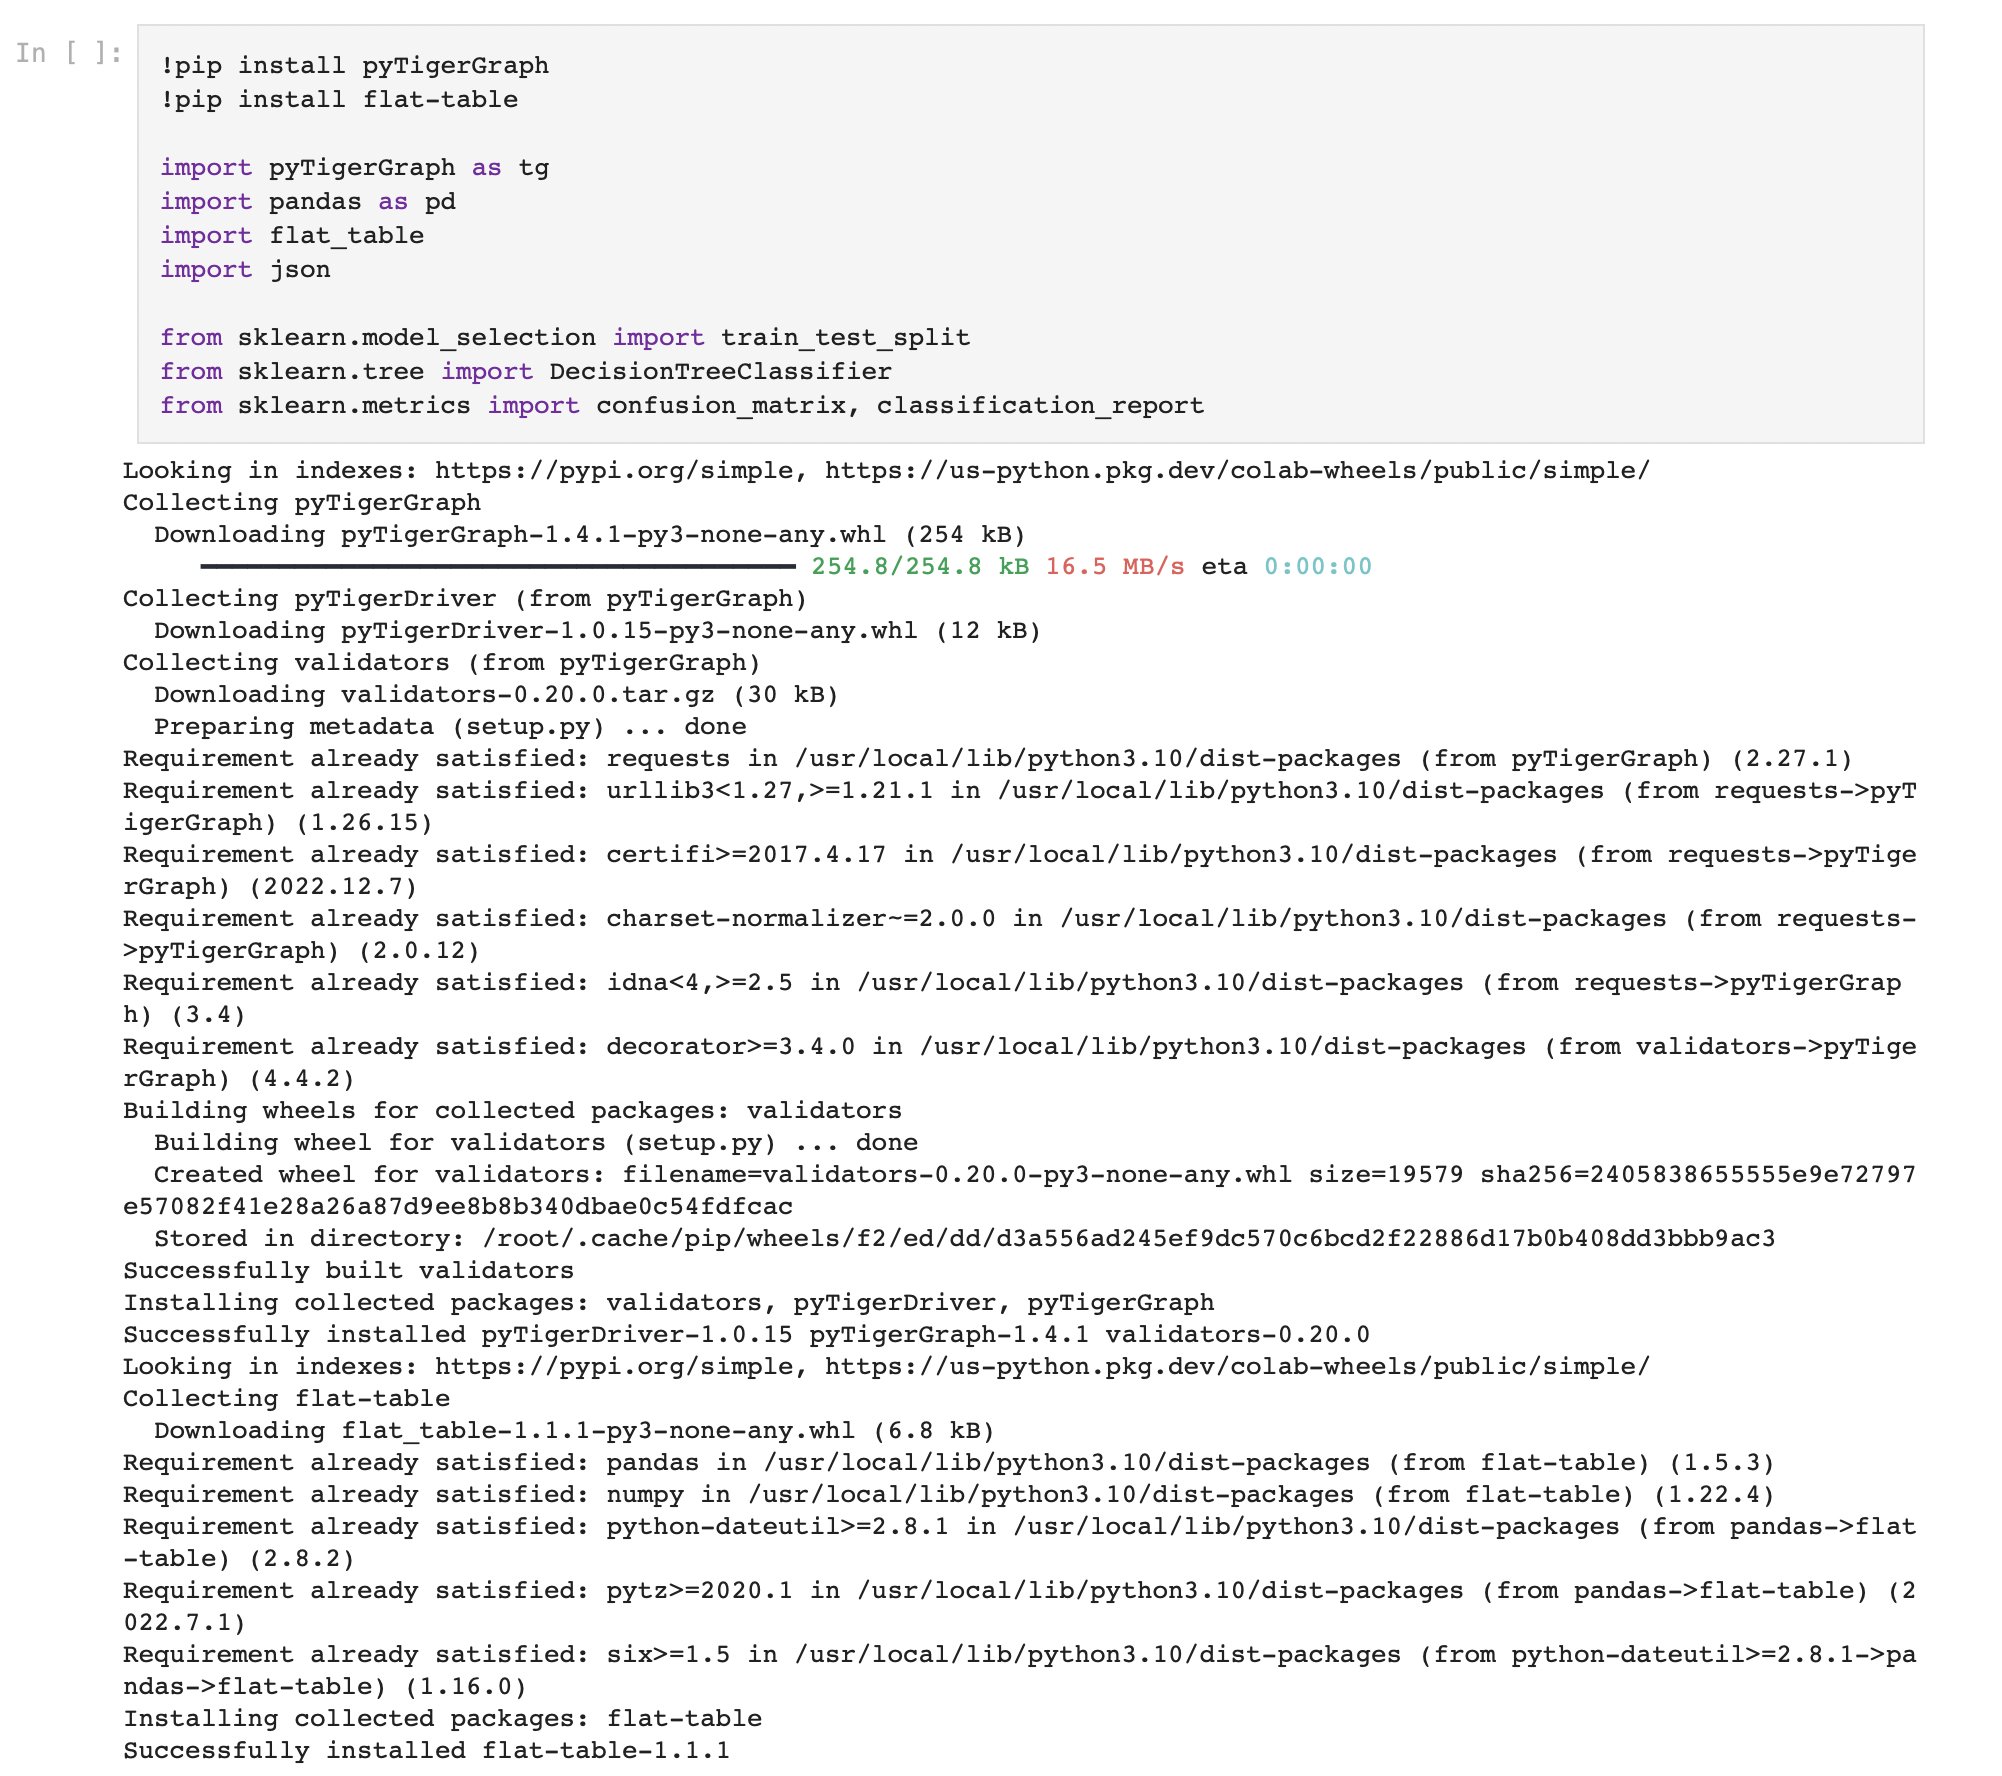 In [ ]:
!pip install pyTigerGraph
!pip install flat-table
import pyTigerGraph as tg
import pandas as pd
import flat_table
import json
from sklearn.model_selection import train_test_split
from sklearn.tree import DecisionTreeClassifier
from sklearn.metrics import confusion_matrix, classification_report
Looking in indexes: https://pypi.org/simple, https://us-python.pkg.dev/colab-wheels/public/simple/
Collecting pyTigerGraph
  Downloading pyTigerGraph-1.4.1-py3-none-any.whl (254 kB)
254.8/254.8 kB 16.5 MB/s eta 0:00:00
Collecting pyTigerDriver (from pyTigerGraph)
  Downloading pyTigerDriver-1.0.15-py3-none-any.whl (12 kB)
Collecting validators (from pyTigerGraph)
  Downloading validators-0.20.0.tar.gz (30 kB)
  Preparing metadata (setup.py) ... done
Requirement already satisfied: requests in /usr/local/lib/python3.10/dist-packages (from pyTigerGraph) (2.27.1)
Requirement already satisfied: urllib3<1.27,>=1.21.1 in /usr/local/lib/python3.10/dist-packages (from requests->pyT
igerGraph) (1.26.15)
Requirement already satisfied: certifi>=2017.4.17 in /usr/local/lib/python3.10/dist-packages (from requests->pyTige
rGraph) (2022.12.7)
Requirement already satisfied: charset-normalizer~=2.0.0 in /usr/local/lib/python3.10/dist-packages (from requests-
>pyTigerGraph) (2.0.12)
Requirement already satisfied: idna<4,>=2.5 in /usr/local/lib/python3.10/dist-packages (from requests->pyTigerGrap
h) (3.4)
Requirement already satisfied: decorator>=3.4.0 in /usr/local/lib/python3.10/dist-packages (from validators->pyTige
rGraph) (4.4.2)
Building wheels for collected packages: validators
  Building wheel for validators (setup.py) ... done
  Created wheel for validators: filename=validators-0.20.0-py3-none-any.whl size=19579 sha256=2405838655555e9e72797
e57082f41e28a26a87d9ee8b8b340dbae0c54fdfcac
  Stored in directory: /root/.cache/pip/wheels/f2/ed/dd/d3a556ad245ef9dc570c6bcd2f22886d17b0b408dd3bbb9ac3
Successfully built validators
Installing collected packages: validators, pyTigerDriver, pyTigerGraph
Successfully installed pyTigerDriver-1.0.15 pyTigerGraph-1.4.1 validators-0.20.0
Looking in indexes: https://pypi.org/simple, https://us-python.pkg.dev/colab-wheels/public/simple/
Collecting flat-table
  Downloading flat_table-1.1.1-py3-none-any.whl (6.8 kB)
Requirement already satisfied: pandas in /usr/local/lib/python3.10/dist-packages (from flat-table) (1.5.3)
Requirement already satisfied: numpy in /usr/local/lib/python3.10/dist-packages (from flat-table) (1.22.4)
Requirement already satisfied: python-dateutil>=2.8.1 in /usr/local/lib/python3.10/dist-packages (from pandas->flat
-table) (2.8.2)
Requirement already satisfied: pytz>=2020.1 in /usr/local/lib/python3.10/dist-packages (from pandas->flat-table) (2
022.7.1)
Requirement already satisfied: six>=1.5 in /usr/local/lib/python3.10/dist-packages (from python-dateutil>=2.8.1->pa
ndas->flat-table) (1.16.0)
Installing collected packages: flat-table
Successfully installed flat-table-1.1.1